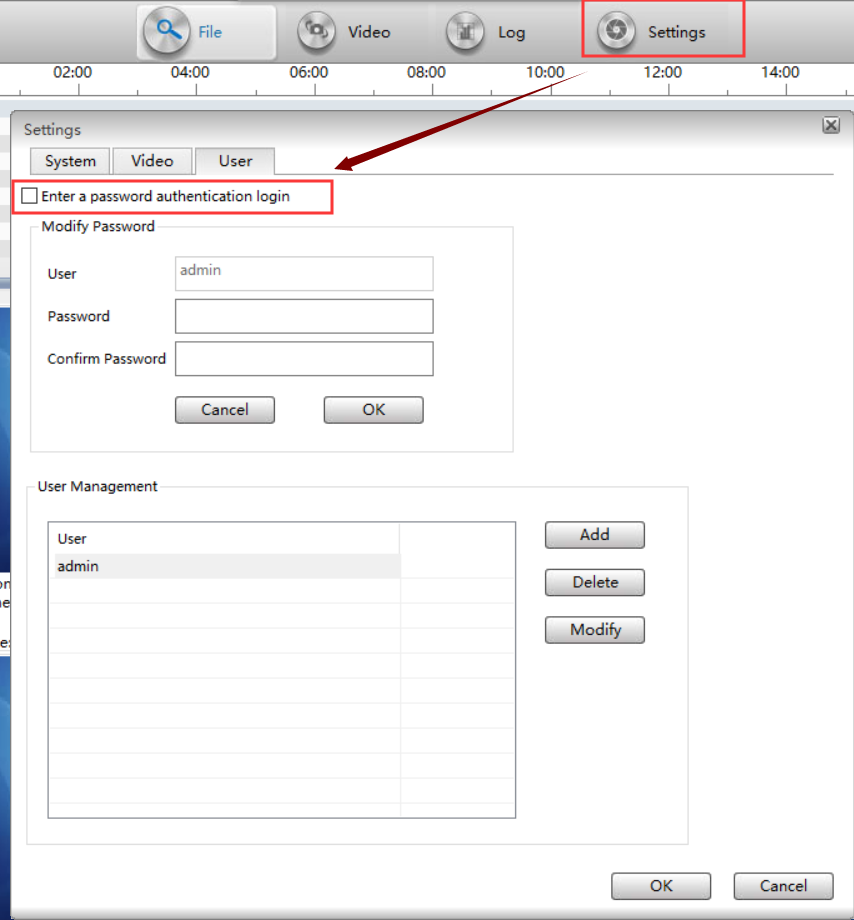 File Video Log Settings
02:00 04:00 06:00 08:00 10:00 12:00 14:00
Settings
System Video User
Enter a password authentication login
Modify Password
User admin
Password
Confirm Password
Cancel OK
User Management
User
admin
Add
Delete
Modify
OK Cancel